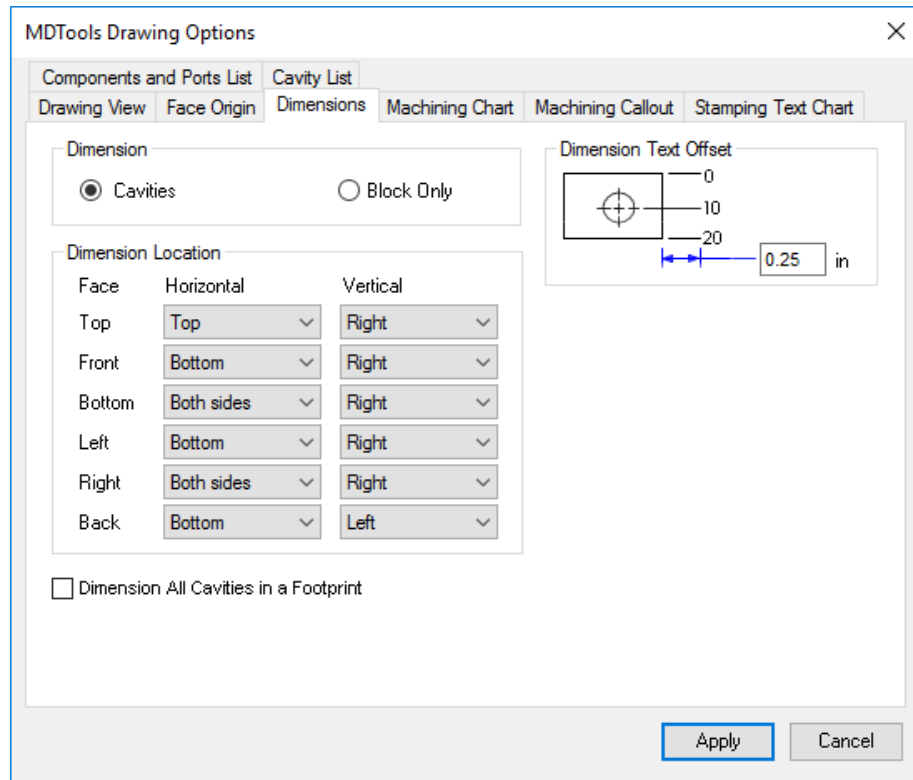 MDTools Drawing Options
Components and Ports List Cavity List
Drawing View Face Origin Dimensions Machining Chart Machining Callout Stamping Text Chart
Dimension
Cavities Block Only
Dimension Text Offset
0
10
20
0.25 in
Dimension Location
Face Horizontal Vertical
Top Top Right
Front Bottom Right
Bottom Both sides Right
Left Bottom Right
Right Both sides Right
Back Bottom Left
Dimension All Cavities in a Footprint
Apply Cancel